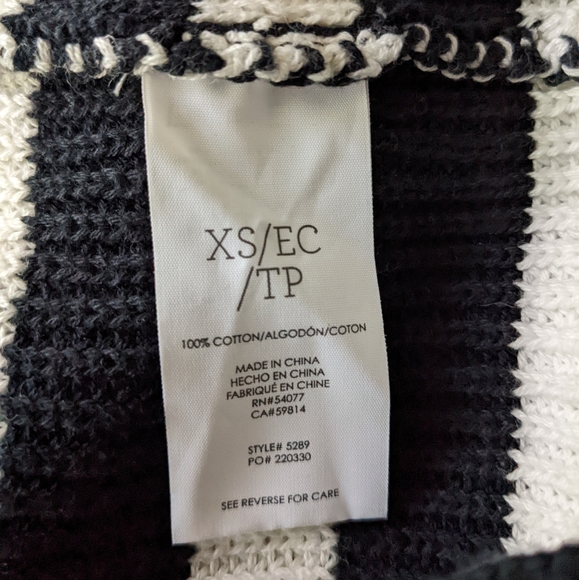 XS/EC
/TP
100% COTTON/ALGODÓN/COTON
MADE IN CHINA
HECHO EN CHINA
FABRIQUÉ EN CHINE
RN#54077
CA#59814
STYLE# 5289
PO# 220330
SEE REVERSE FOR CARE